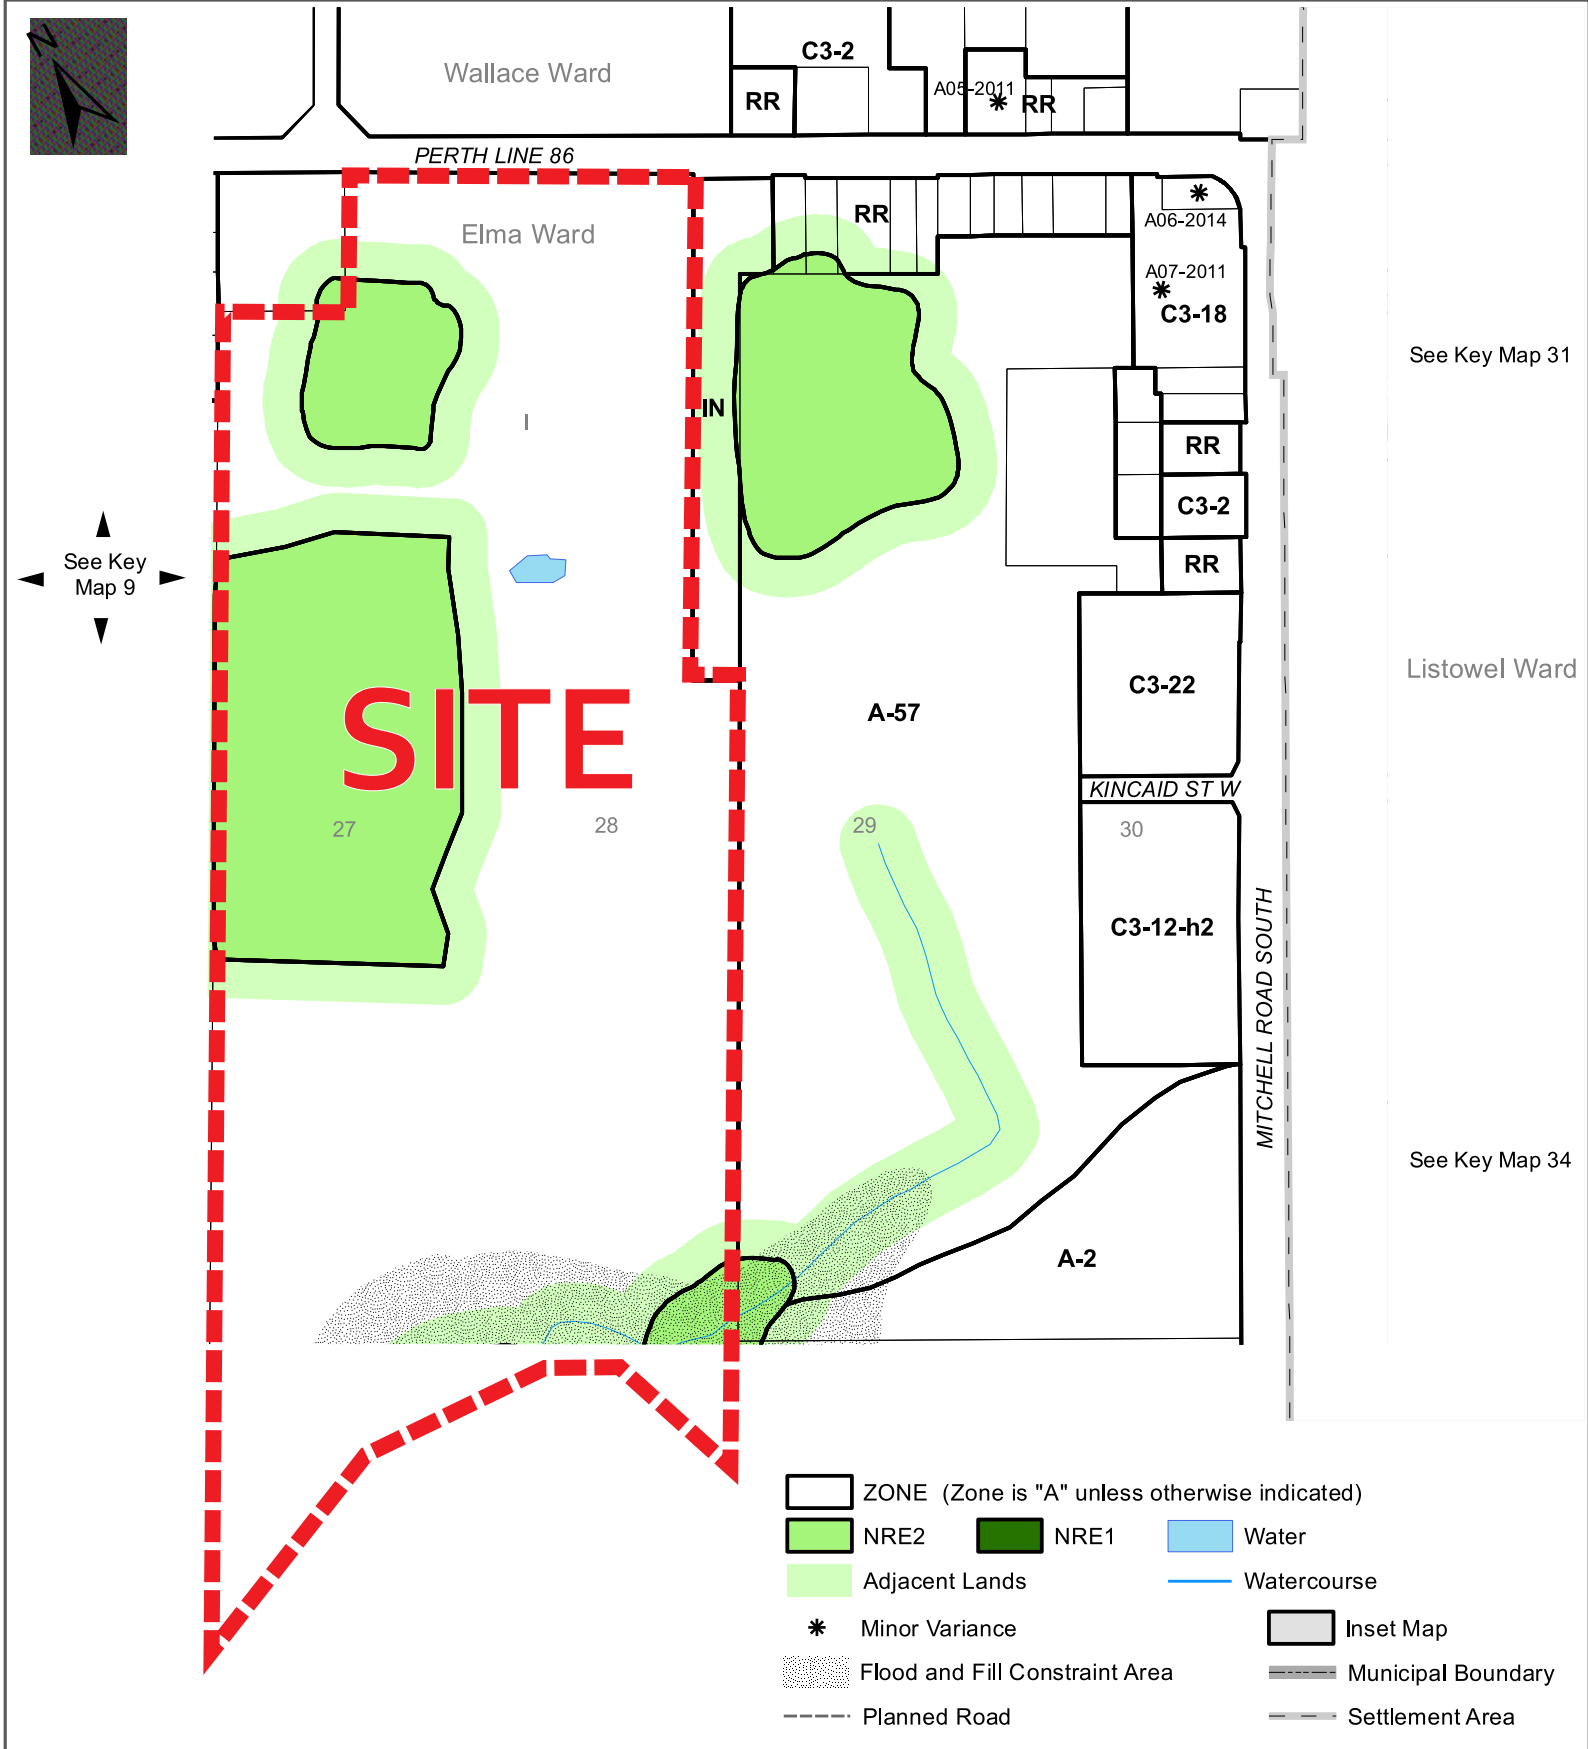 N
Wallace Ward
C3-2
RR
A05-2011
RR
PERTH LINE 86
Elma Ward
RR
A06-2014
A07-2011
C3-18
See Key Map 31
I
IN
RR
C3-2
RR
See Key
Map 9
SITE
A-57
C3-22
Listowel Ward
KINCAID ST W
27
28
29
30
C3-12-h2
MITCHELL ROAD SOUTH
See Key Map 34
A-2
ZONE (Zone is "A" unless otherwise indicated)
NRE2
NRE1
Water
Adjacent Lands
Watercourse
Minor Variance
Inset Map
Flood and Fill Constraint Area
Municipal Boundary
Planned Road
Settlement Area